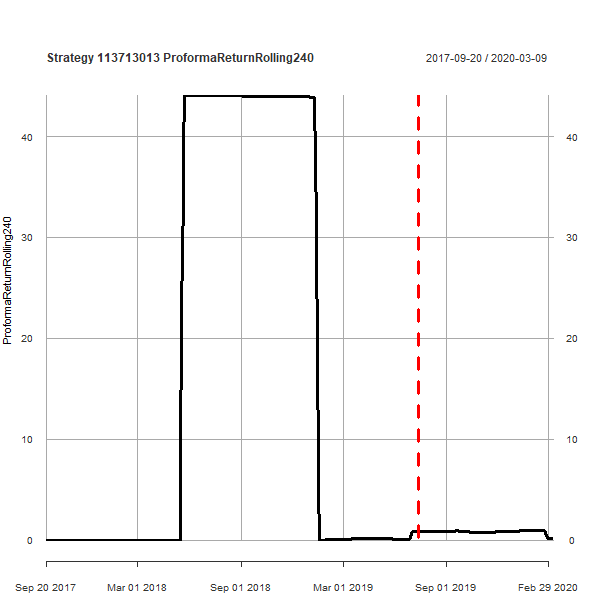 Strategy 113713013 ProformaReturnRolling240
2017-09-20 / 2020-03-09
ProformaReturnRolling240
40
30
20
10
0
40
30
20
10
0
Sep 20 2017
Mar 01 2018
Sep 01 2018
Mar 01 2019
Sep 01 2019
Feb 29 2020